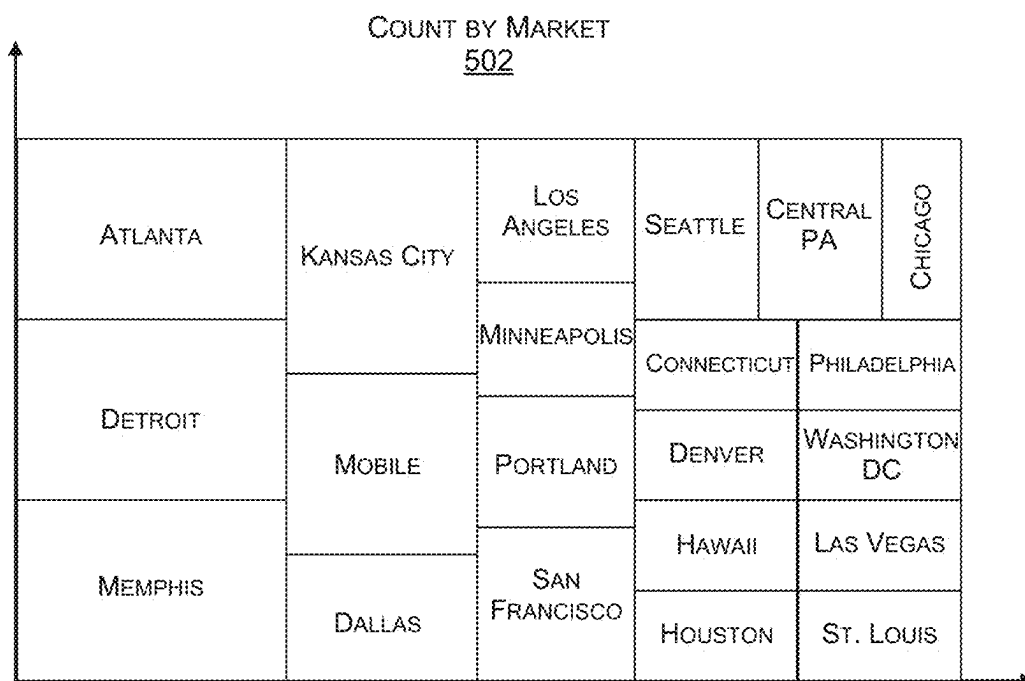 COUNT BY MARKET
502
ATLANTA
DETROIT
MEMPHIS
KANSAS CITY
MOBILE
DALLAS
LOS
ANGELES
MINNEAPOLIS
PORTLAND
SAN
FRANCISCO
SEATTLE
CENTRAL
PA
CHICAGO
CONNECTICUT
PHILADELPHIA
DENVER
WASHINGTON
DC
HAWAII
LAS VEGAS
HOUSTON
ST. LOUIS